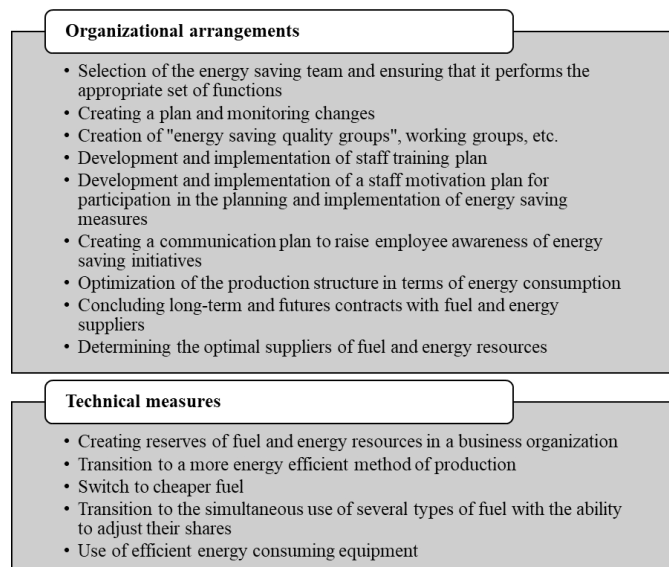 Organizational arrangements
• Selection of the energy saving team and ensuring that it performs the
appropriate set of functions
• Creating a plan and monitoring changes
• Creation of "energy saving quality groups", working groups, etc.
• Development and implementation of staff training plan
• Development and implementation of a staff motivation plan for
participation in the planning and implementation of energy saving
measures
• Creating a communication plan to raise employee awareness of energy
saving initiatives
• Optimization of the production structure in terms of energy consumption
• Concluding long-term and futures contracts with fuel and energy
suppliers
• Determining the optimal suppliers of fuel and energy resources
Technical measures
• Creating reserves of fuel and energy resources in a business organization
• Transition to a more energy efficient method of production
• Switch to cheaper fuel
• Transition to the simultaneous use of several types of fuel with the ability
to adjust their shares
• Use of efficient energy consuming equipment